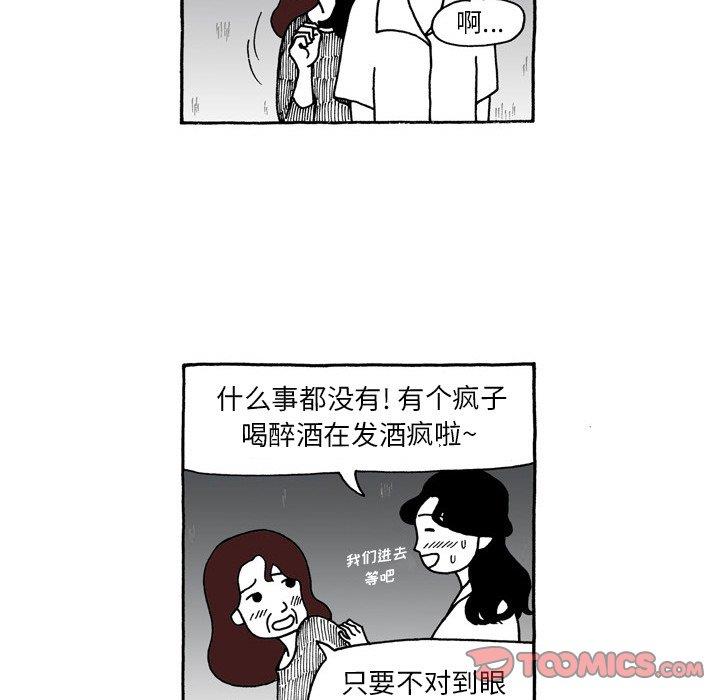 啊...
什么事都没有! 有个疯子
喝醉酒在发酒疯啦~
我们进去
等吧
只要不对到眼
TOOMICS.COM